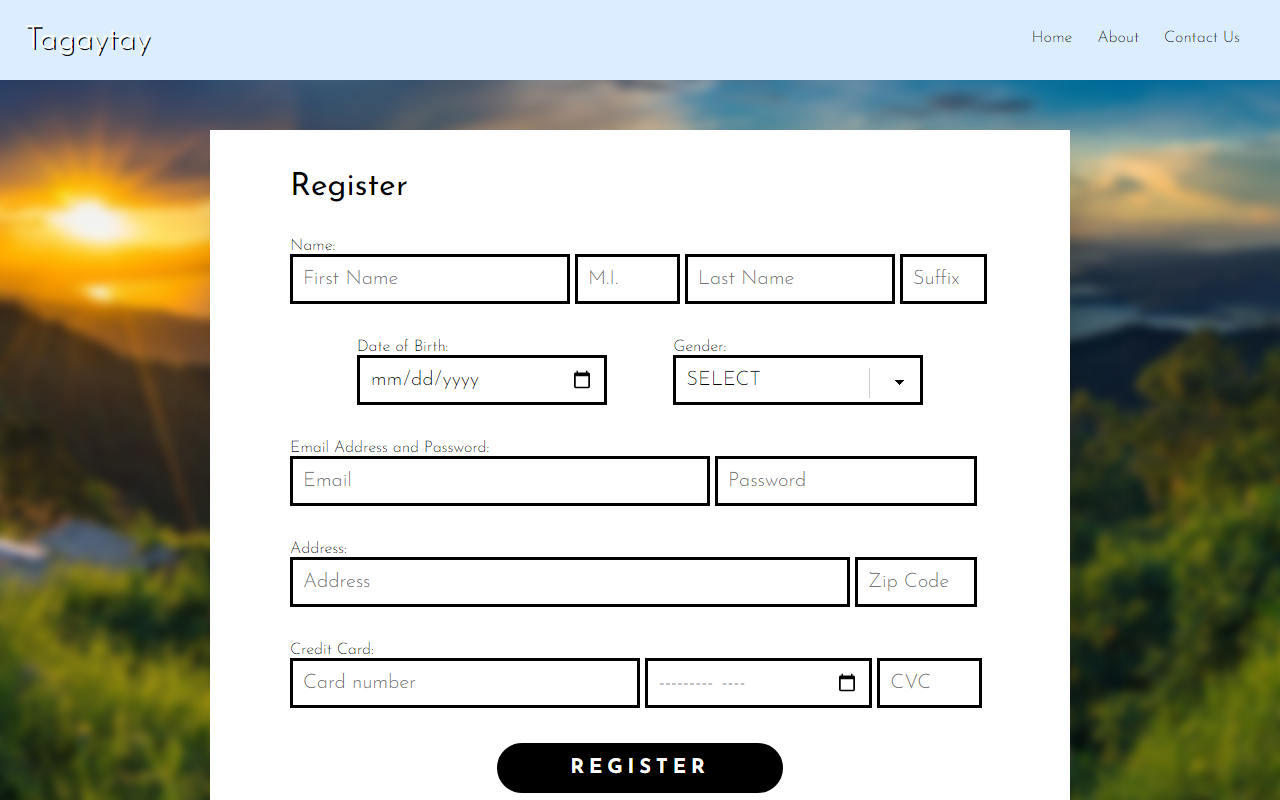 Tagaytay
Home About Contact Us
Register
Name:
First Name M.I. Last Name Suffix
Date of Birth: Gender:
mm/dd/yyyy SELECT
Email Address and Password:
Email Password
Address:
Address Zip Code
Credit Card:
Card number --------- ---- CVC
REGISTER